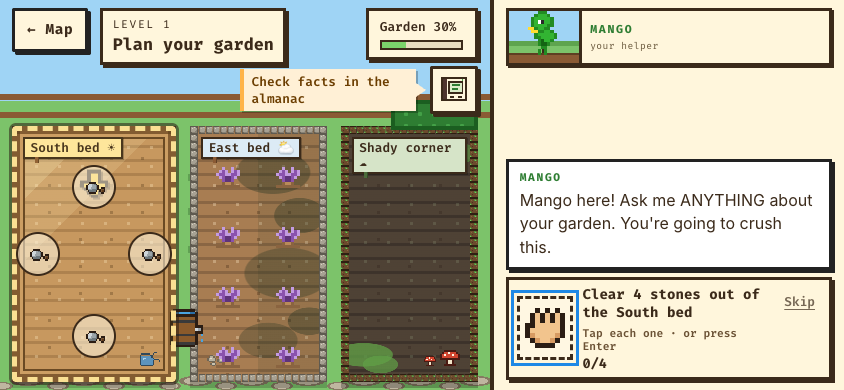 ← Map
LEVEL 1
Plan your garden
Garden 30%
Check facts in the
almanac
South bed ☀
East bed ⛅
Shady corner
☁
MANGO
your helper
MANGO
Mango here! Ask me ANYTHING about
your garden. You're going to crush
this.
Clear 4 stones out of
the South bed
Skip
Tap each one · or press
Enter
0/4